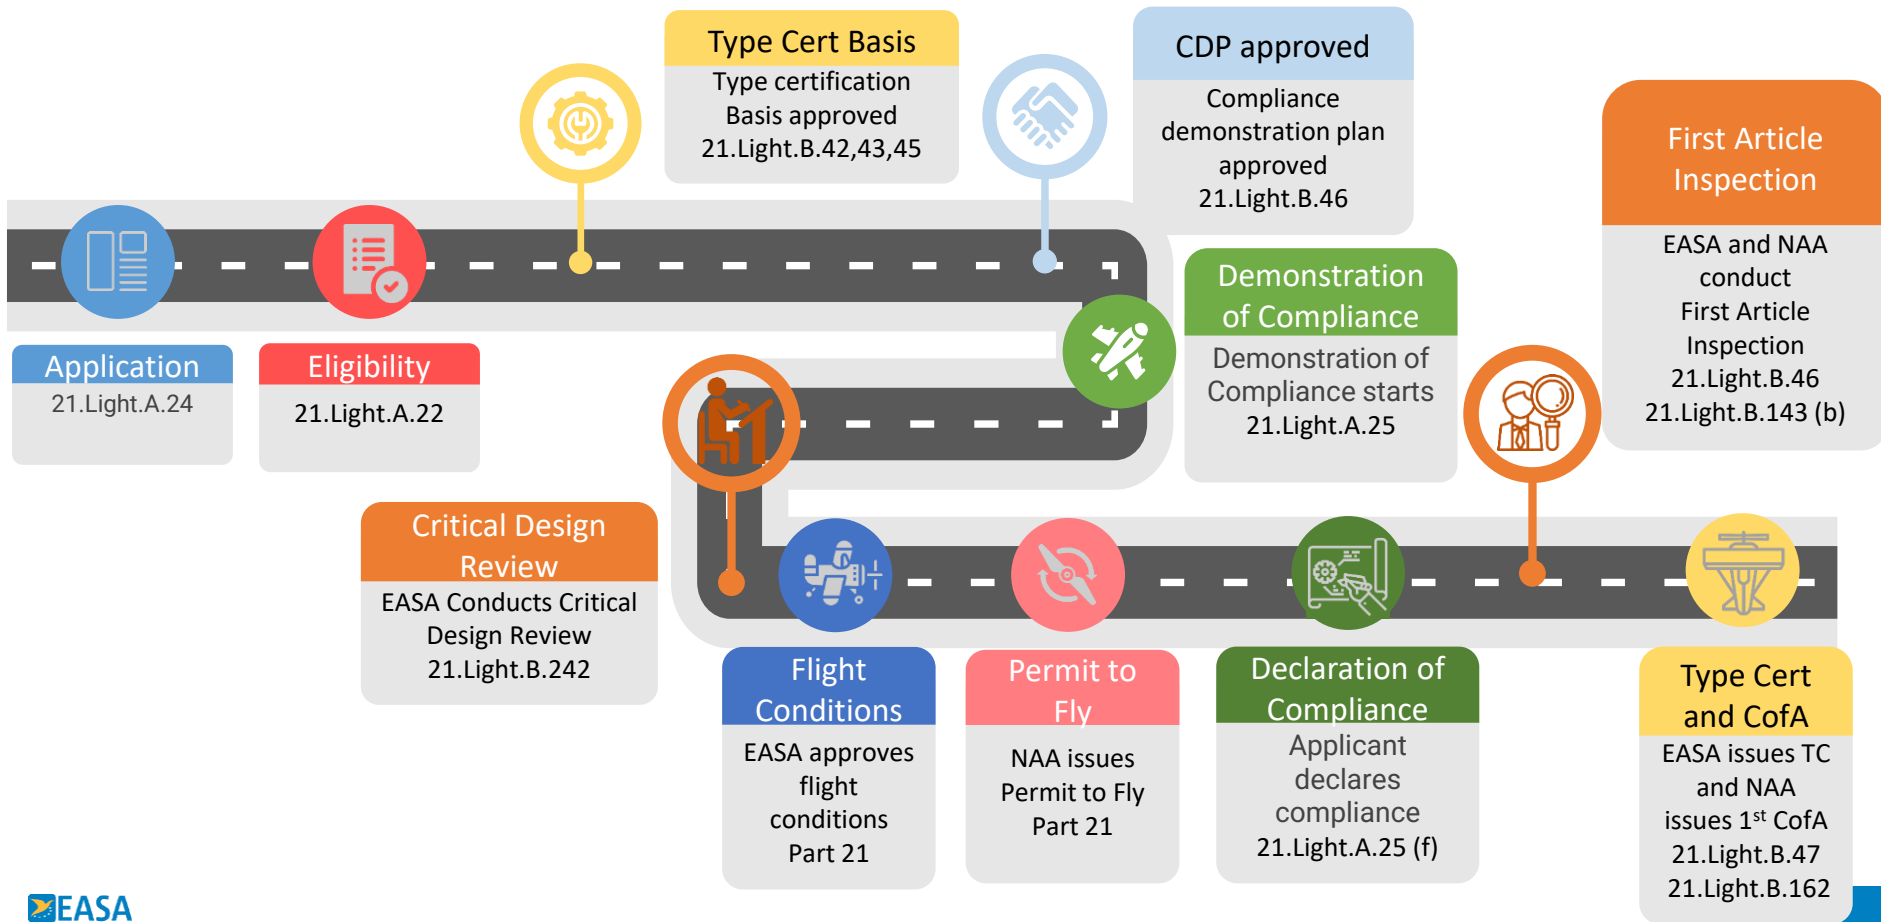 Type Cert Basis
Type certification
Basis approved
21.Light.B.42,43,45
CDP approved
Compliance
demonstration plan
approved
21.Light.B.46
First Article
Inspection
EASA and NAA
conduct
First Article
Inspection
21.Light.B.46
21.Light.B.143 (b)
Application
21.Light.A.24
Eligibility
21.Light.A.22
Demonstration
of Compliance
Demonstration of
Compliance starts
21.Light.A.25
Critical Design
Review
EASA Conducts Critical
Design Review
21.Light.B.242
Flight
Conditions
EASA approves
flight
conditions
Part 21
Permit to
Fly
NAA issues
Permit to Fly
Part 21
Declaration of
Compliance
Applicant
declares
compliance
21.Light.A.25 (f)
Type Cert
and CofA
EASA issues TC
and NAA
issues 1st CofA
21.Light.B.47
21.Light.B.162
EASA